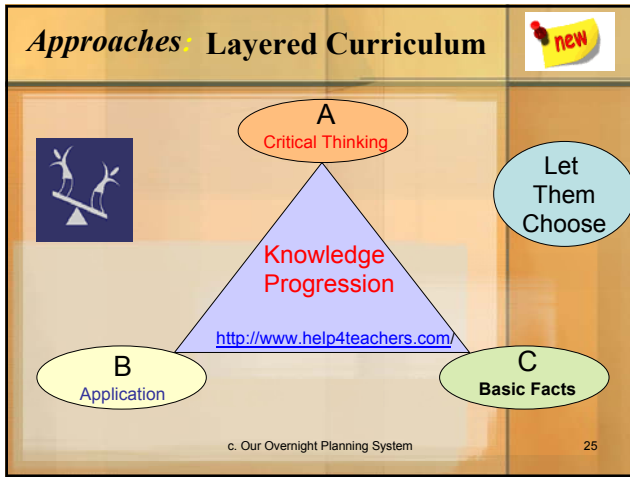 Approaches: Layered Curriculum
new
A
Critical Thinking
Let
Them
Choose
Knowledge
Progression
http://www.help4teachers.com/
B
Application
C
Basic Facts
c. Our Overnight Planning System
25